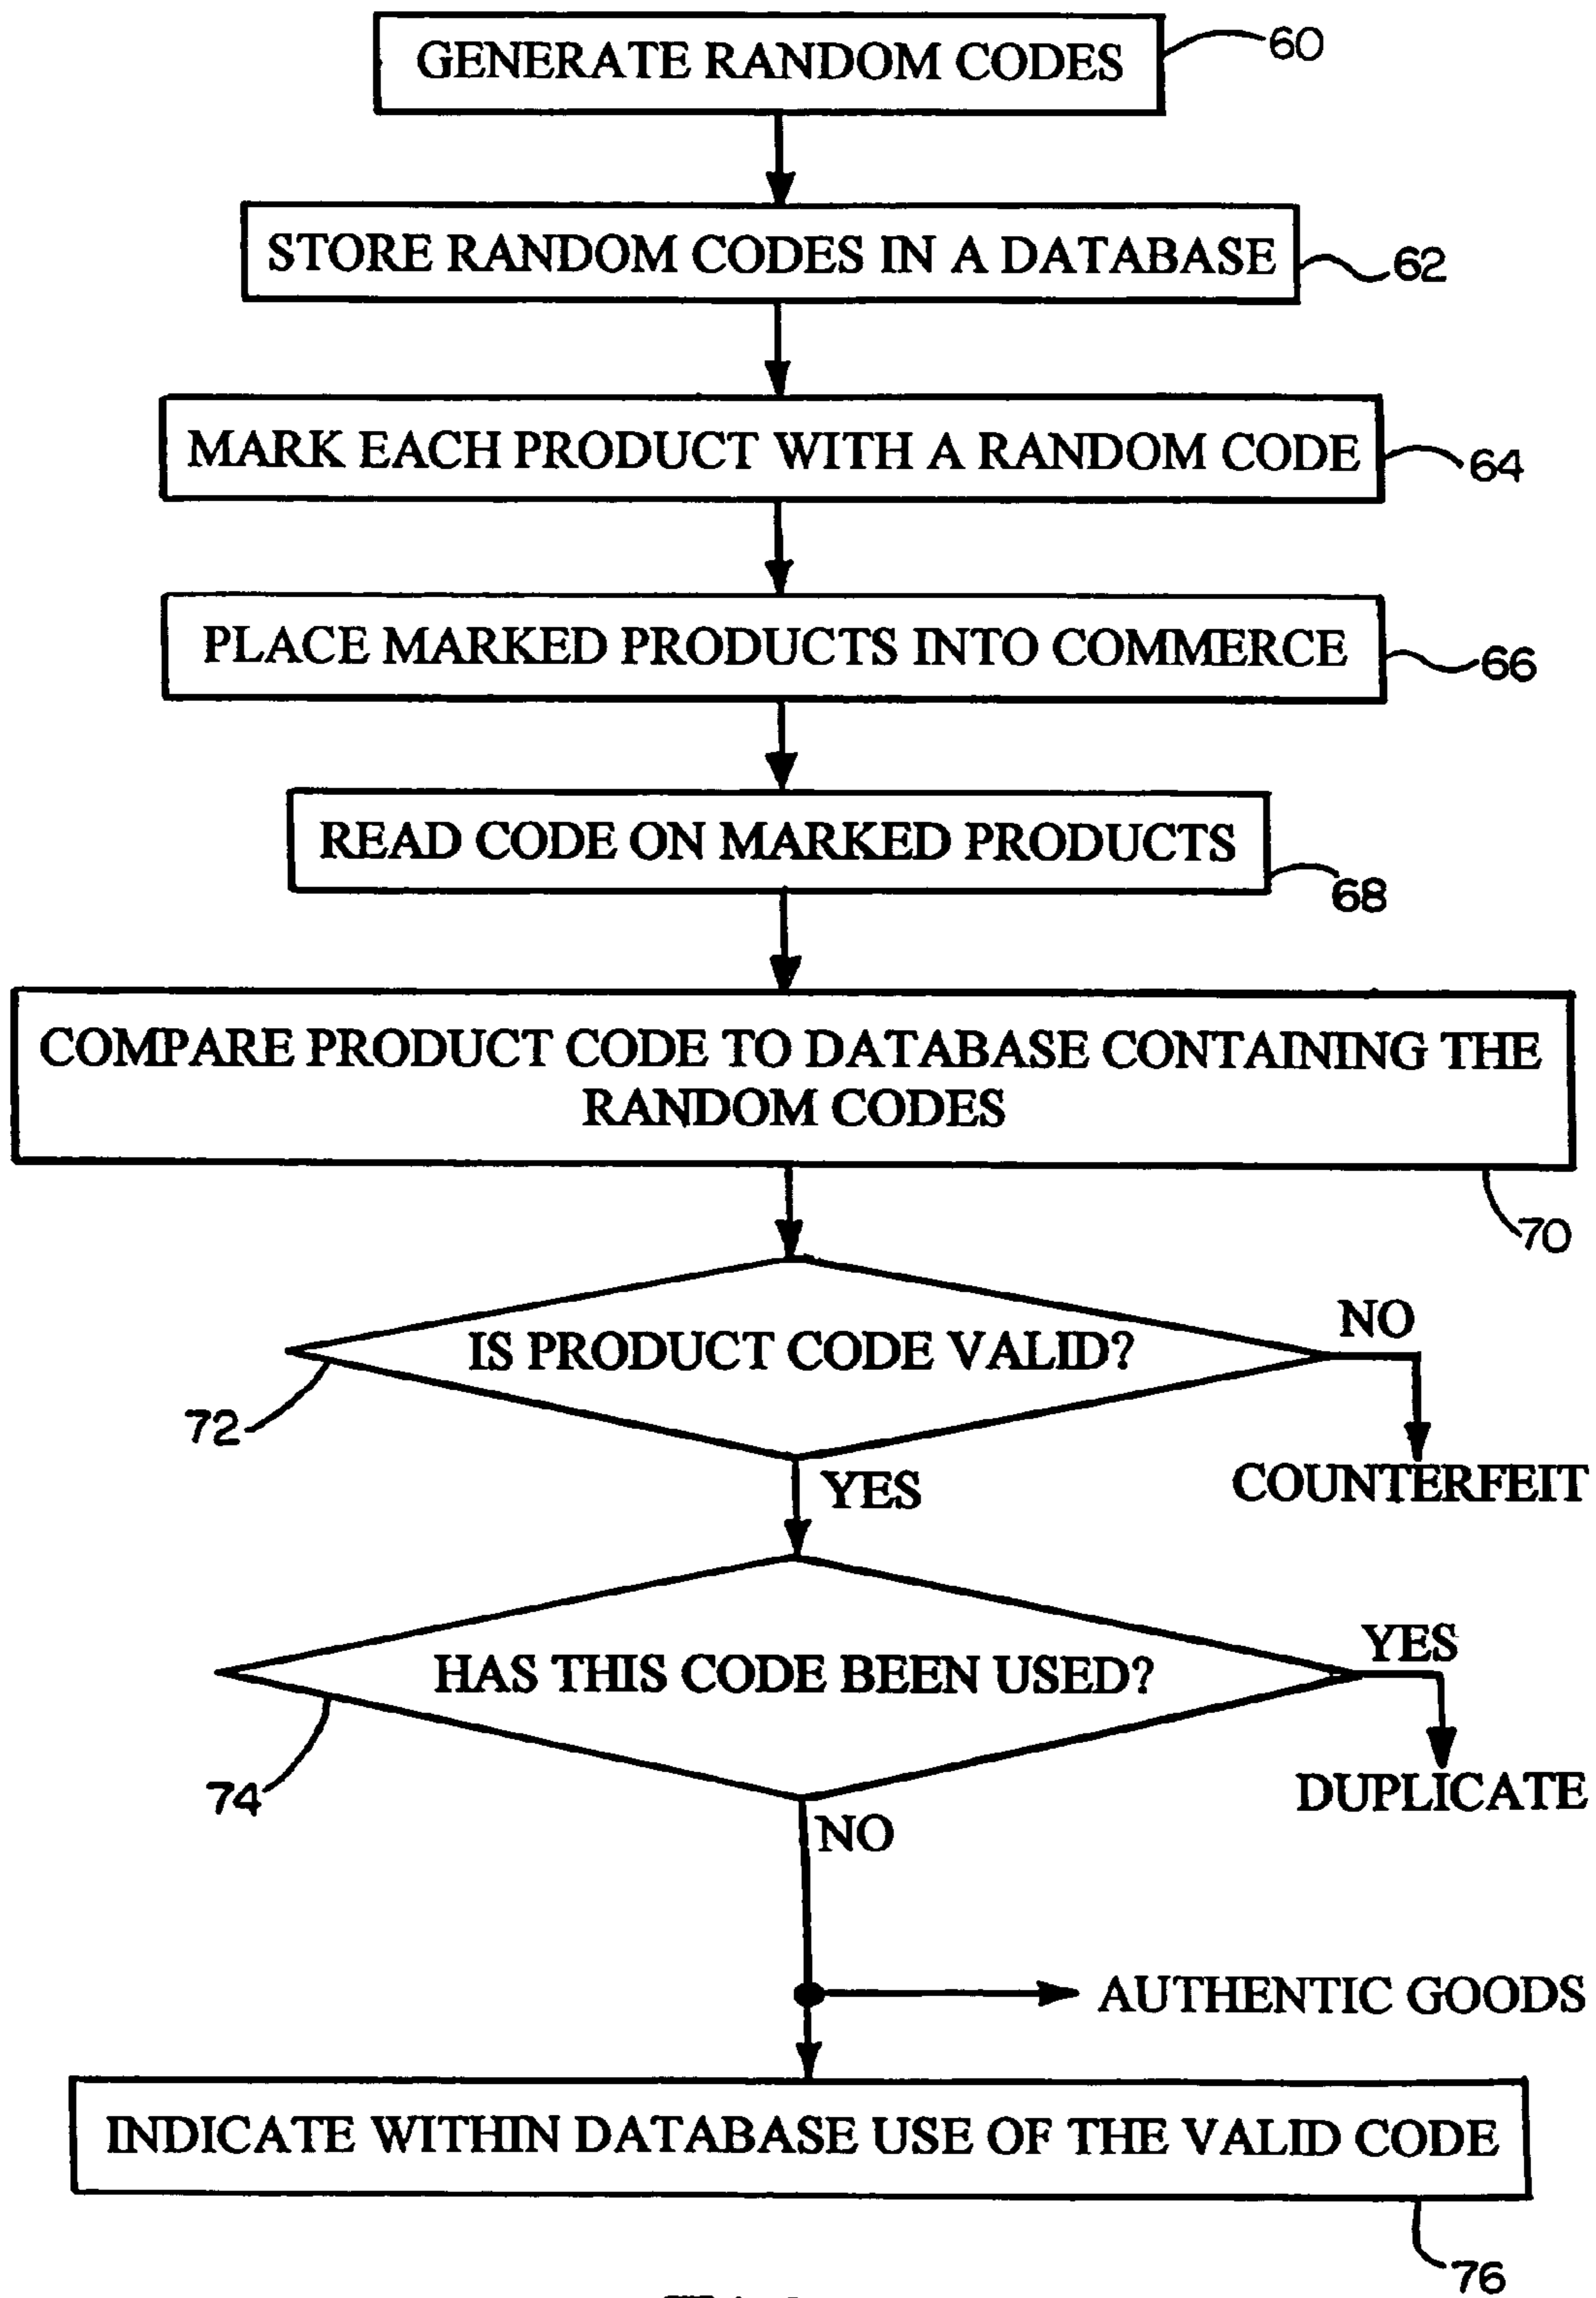 GENERATE RANDOM CODES
60
STORE RANDOM CODES IN A DATABASE
62
MARK EACH PRODUCT WITH A RANDOM CODE
64
PLACE MARKED PRODUCTS INTO COMMERCE
66
READ CODE ON MARKED PRODUCTS
68
COMPARE PRODUCT CODE TO DATABASE CONTAINING THE
RANDOM CODES
70
IS PRODUCT CODE VALID?
NO
72
COUNTERFEIT
YES
HAS THIS CODE BEEN USED?
YES
74
DUPLICATE
NO
AUTHENTIC GOODS
INDICATE WITHIN DATABASE USE OF THE VALID CODE
76